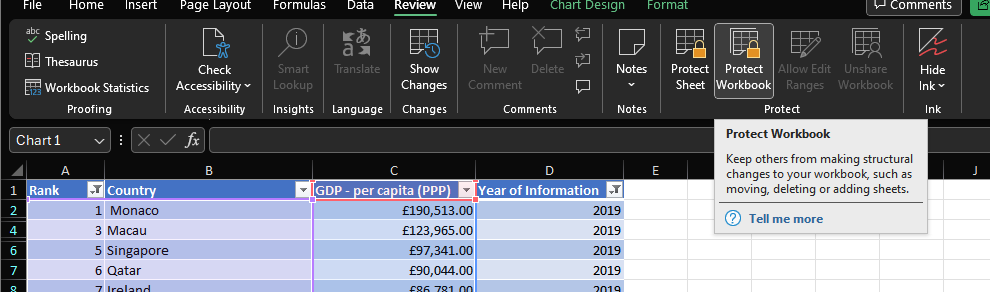 File Home Insert Page Layout Formulas Data Review View Help Chart Design Format Comments
abc Spelling
Thesaurus
123 Workbook Statistics
Proofing
Check
Accessibility
Accessibility
Smart
Lookup
Insights
Translate
Language
Show
Changes
Changes
New
Comment
Delete
Comments
Notes
Notes
Protect
Sheet
Protect
Workbook
Allow Edit
Ranges
Unshare
Workbook
Protect
Hide
Ink
Ink
Chart 1 fx
Protect Workbook
Keep others from making structural
changes to your workbook, such as
moving, deleting or adding sheets.
Tell me more
A B C D E J
1 Rank Country GDP - per capita (PPP) Year of Information
2 1 Monaco £190,513.00 2019
4 3 Macau £123,965.00 2019
6 5 Singapore £97,341.00 2019
7 6 Qatar £90,044.00 2019
8 7 Ireland £86,781.00 2019